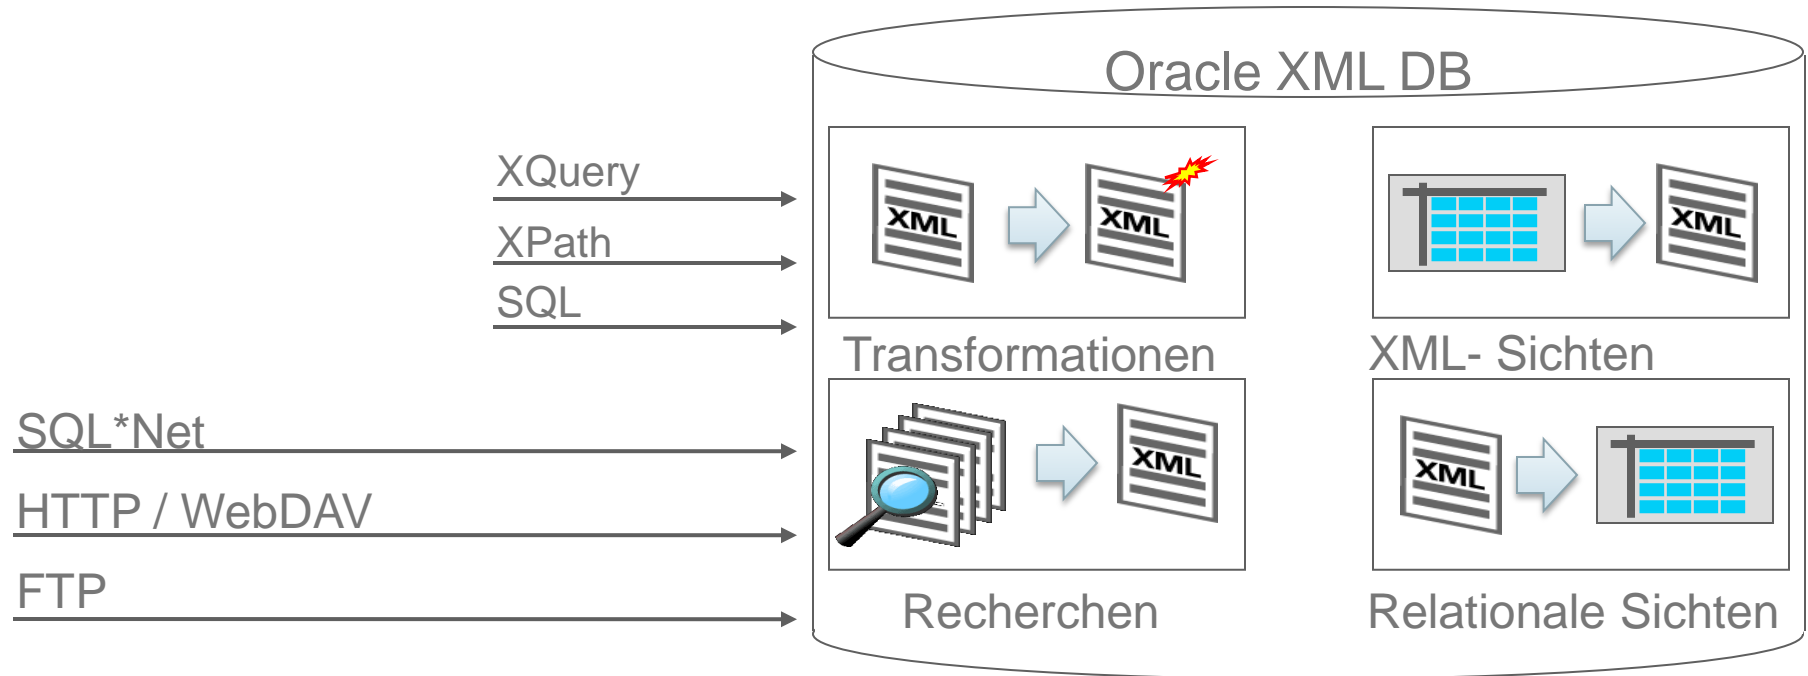 Oracle XML DB
XQuery
XPath
SQL
SQL*Net
HTTP / WebDAV
FTP
XML
XML
Transformationen
XML
XML- Sichten
XML
Recherchen
XML
Relationale Sichten